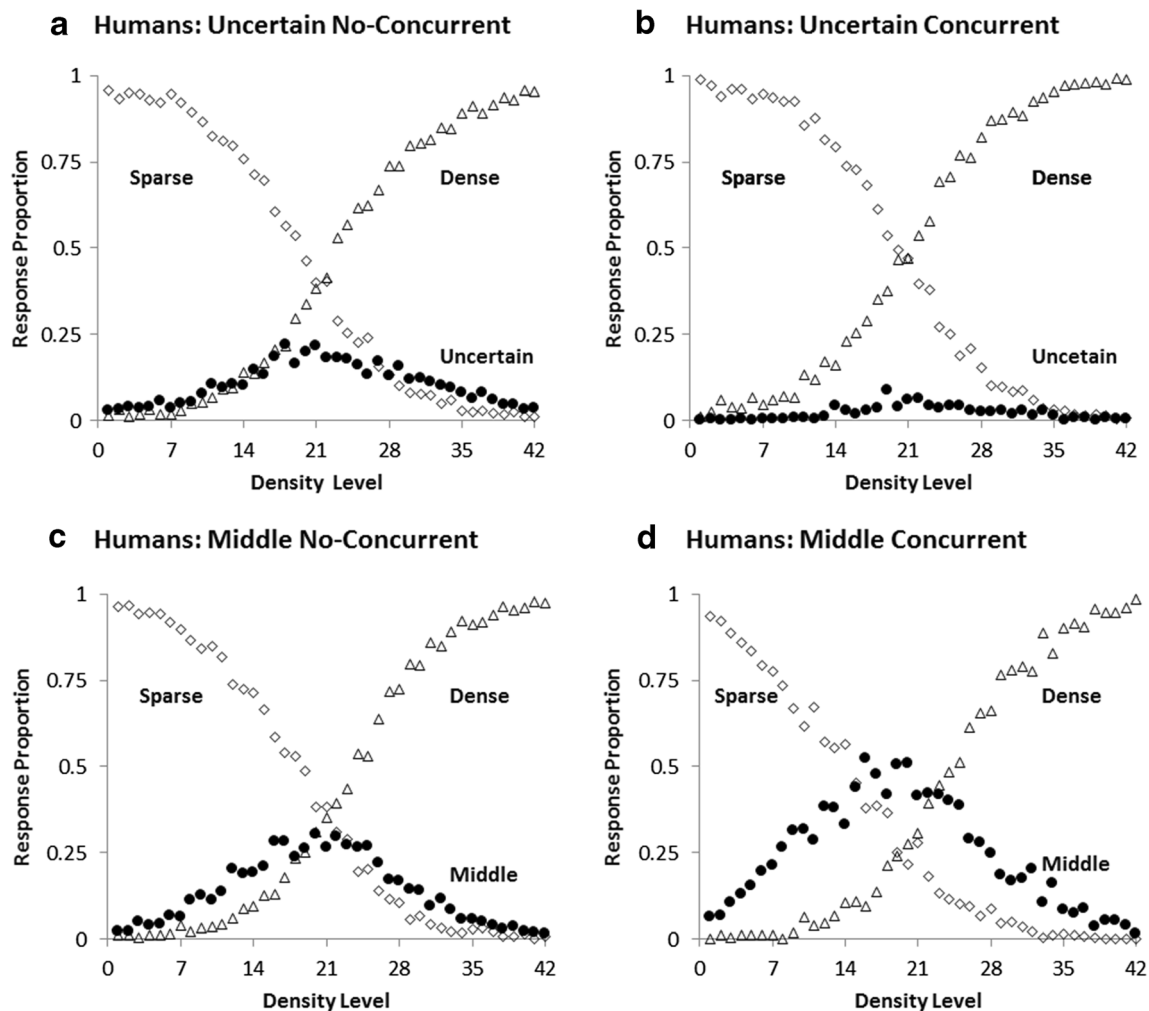 a Humans: Uncertain No-Concurrent
1
0.75
0.5
0.25
0
Response Proportion
Sparse
Dense
Uncertain
0 7 14 21 28 35 42
Density Level
b Humans: Uncertain Concurrent
1
0.75
0.5
0.25
0
Response Proportion
Sparse
Dense
Uncetain
0 7 14 21 28 35 42
Density Level
c Humans: Middle No-Concurrent
1
0.75
0.5
0.25
0
Response Proportion
Sparse
Dense
Middle
0 7 14 21 28 35 42
Density Level
d Humans: Middle Concurrent
1
0.75
0.5
0.25
0
Response Proportion
Sparse
Dense
Middle
0 7 14 21 28 35 42
Density Level